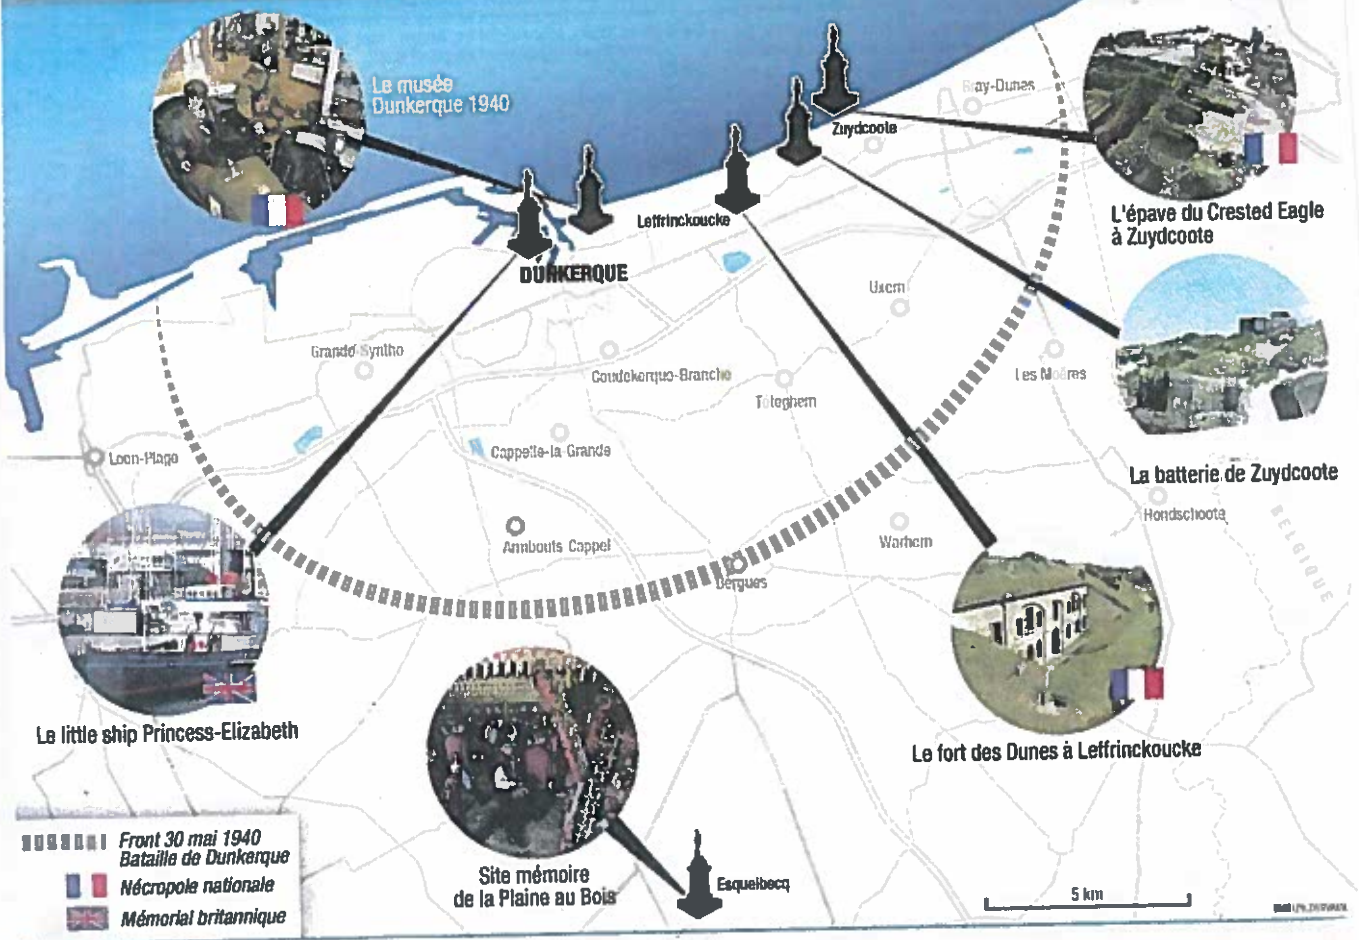 Le musée
Dunkerque 1940
Bray-Dunes
Zuydcoote
Leffrinckoucke
DUNKERQUE
L'épave du Crested Eagle
à Zuydcoote
Uxem
Grande-Syntho
Coudekerque-Branche
Téteghem
Les Moëres
Loon-Plage
Cappelle-la Grande
La batterie de Zuydcoote
Hondschoote
BELGIQUE
Armbouts Cappel
Warhem
Bergues
Le little ship Princess-Elizabeth
Le fort des Dunes à Leffrinckoucke
Front 30 mai 1940
Bataille de Dunkerque
Nécropole nationale
Mémorial britannique
Site mémoire
de la Plaine au Bois
Esquelbecq
5 km